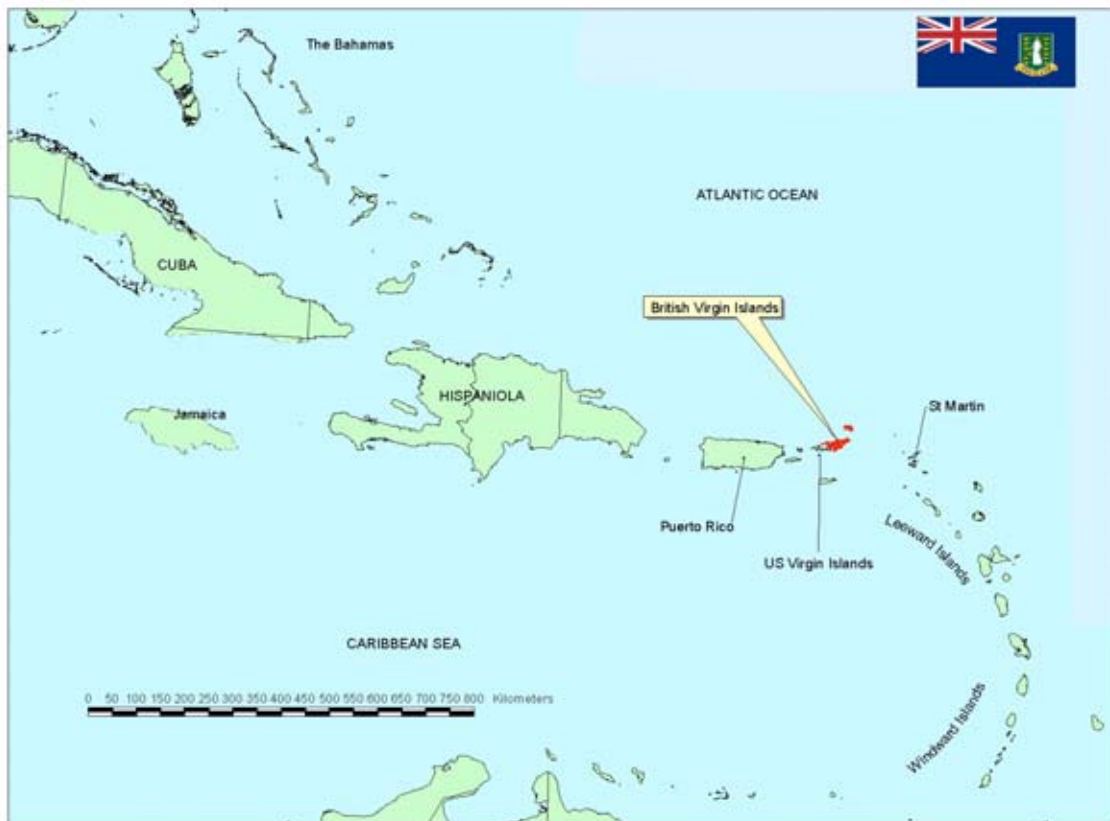 The Bahamas
ATLANTIC OCEAN
CUBA
British Virgin Islands
HISPANIOLA
Jamaica
St Martin
Puerto Rico
Leeward Islands
US Virgin Islands
CARIBBEAN SEA
0 50 100 150 200 250 300 350 400 450 500 550 600 650 700 750 800 Kilometers
Windward Islands